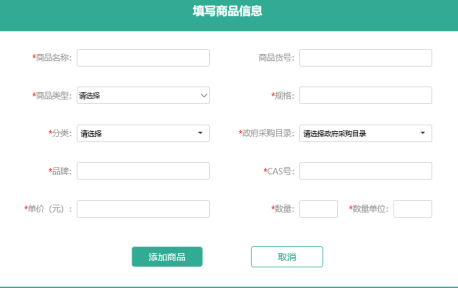 填写商品信息
*商品名称: 商品货号:
*商品类型: 请选择 *规格:
*分类: 请选择 *政府采购目录: 请选择政府采购目录
*品牌: *CAS号:
*单价（元）: *数量: *数量单位:
添加商品 取消